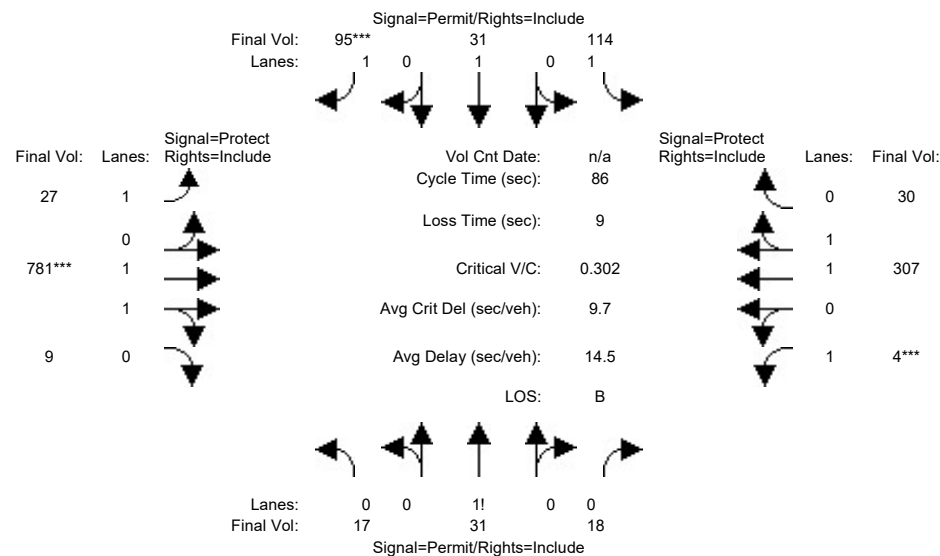 Signal=Permit/Rights=Include
Final Vol: 95*** 31 114
Lanes: 1 0 1 0 1
Signal=Protect Signal=Protect
Final Vol: Lanes: Rights=Include Vol Cnt Date: n/a Rights=Include Lanes: Final Vol:
Cycle Time (sec): 86
27 1 0 30
Loss Time (sec): 9
0 1
781*** 1 Critical V/C: 0.302 1 307
1 Avg Crit Del (sec/veh): 9.7 0
9 0 Avg Delay (sec/veh): 14.5 1 4***
LOS: B
Lanes: 0 0 1! 0 0
Final Vol: 17 31 18
Signal=Permit/Rights=Include